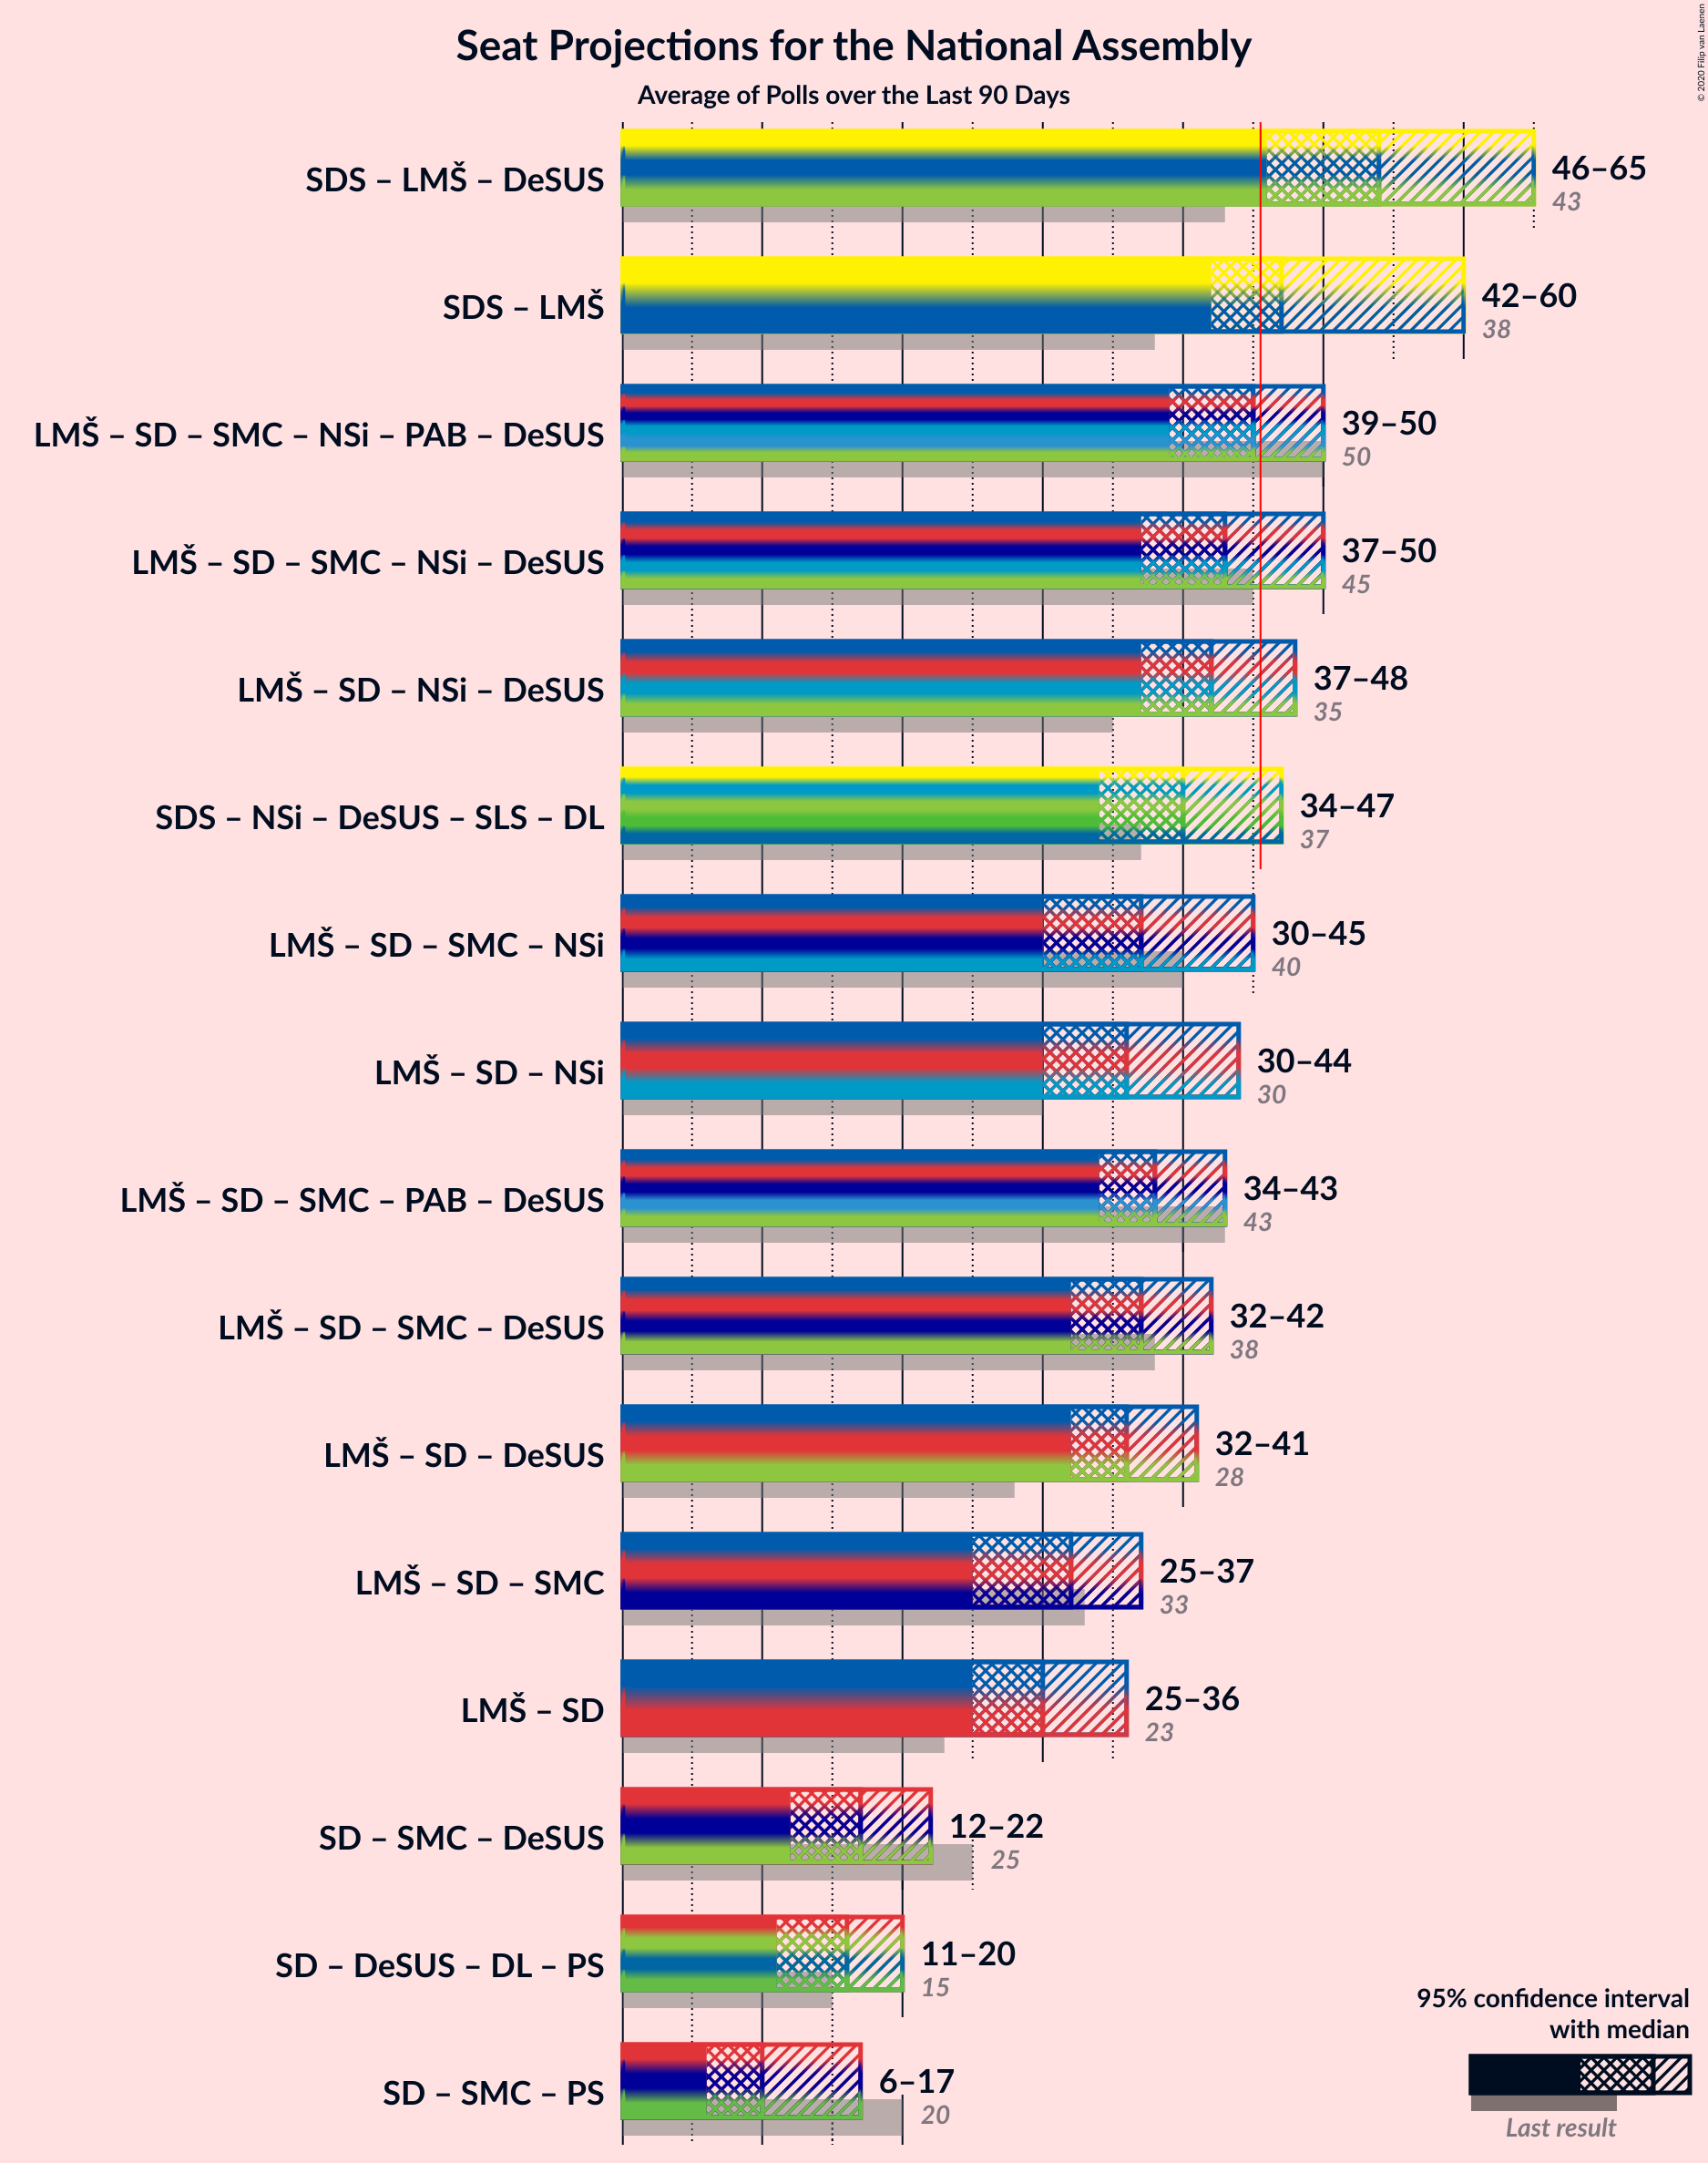 Seat Projections for the National Assembly
Average of Polls over the Last 90 Days
© 2020 Filip van Laenen
SDS – LMŠ – DeSUS
46–65
43
SDS – LMŠ
42–60
38
LMŠ – SD – SMC – NSi – PAB – DeSUS
39–50
50
LMŠ – SD – SMC – NSi – DeSUS
37–50
45
LMŠ – SD – NSi – DeSUS
37–48
35
SDS – NSi – DeSUS – SLS – DL
34–47
37
LMŠ – SD – SMC – NSi
30–45
40
LMŠ – SD – NSi
30–44
30
LMŠ – SD – SMC – PAB – DeSUS
34–43
43
LMŠ – SD – SMC – DeSUS
32–42
38
LMŠ – SD – DeSUS
32–41
28
LMŠ – SD – SMC
25–37
33
LMŠ – SD
25–36
23
SD – SMC – DeSUS
12–22
25
SD – DeSUS – DL – PS
11–20
15
SD – SMC – PS
6–17
20
95% confidence interval
with median
Last result